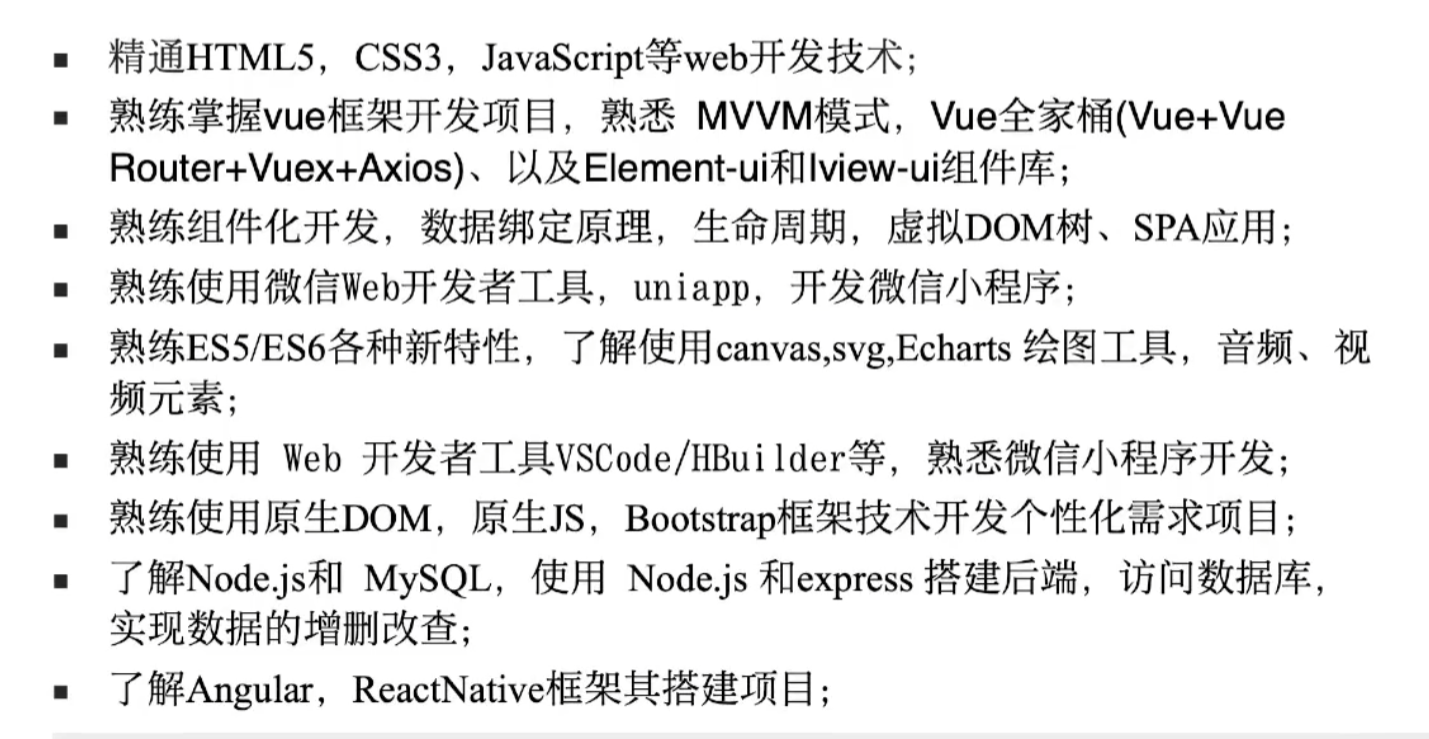 ▪ 精通HTML5，CSS3，JavaScript等web开发技术；
▪ 熟练掌握vue框架开发项目，熟悉 MVVM模式，Vue全家桶(Vue+Vue
Router+Vuex+Axios)、以及Element-ui和Iview-ui组件库；
▪ 熟练组件化开发，数据绑定原理，生命周期，虚拟DOM树、SPA应用；
▪ 熟练使用微信Web开发者工具，uniapp，开发微信小程序；
▪ 熟练ES5/ES6各种新特性，了解使用canvas,svg,Echarts 绘图工具，音频、视
频元素；
▪ 熟练使用 Web 开发者工具VSCode/HBuilder等，熟悉微信小程序开发；
▪ 熟练使用原生DOM，原生JS，Bootstrap框架技术开发个性化需求项目；
▪ 了解Node.js和 MySQL，使用 Node.js 和express 搭建后端，访问数据库，
实现数据的增删改查；
▪ 了解Angular，ReactNative框架其搭建项目；